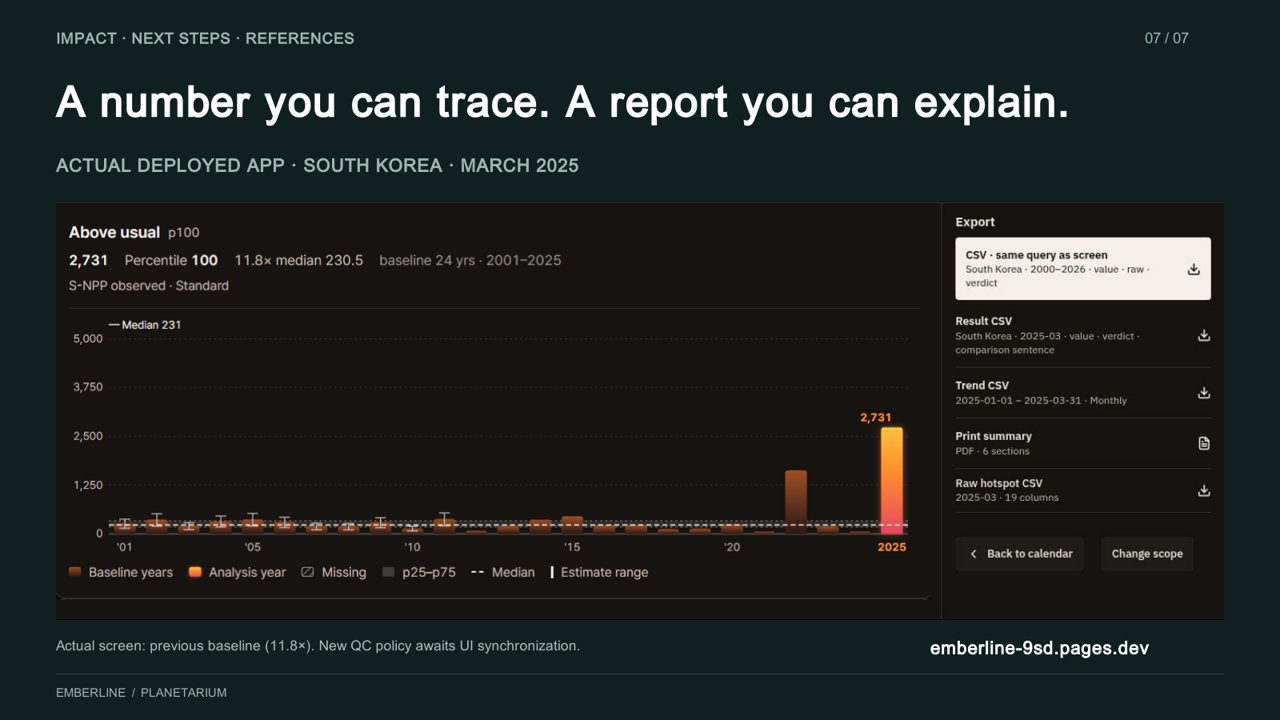 IMPACT · NEXT STEPS · REFERENCES
07 / 07
A number you can trace. A report you can explain.
ACTUAL DEPLOYED APP · SOUTH KOREA · MARCH 2025
Above usual p100
2,731 Percentile 100 11.8× median 230.5 baseline 24 yrs · 2001–2025
S-NPP observed · Standard
Median 231
5,000
3,750
2,500
1,250
0
2,731
'01 '05 '10 '15 '20 2025
Baseline years Analysis year Missing p25–p75 Median Estimate range
Export
CSV · same query as screen
South Korea · 2000–2026 · value · raw ·
verdict
Result CSV
South Korea · 2025-03 · value · verdict ·
comparison sentence
Trend CSV
2025-01-01 – 2025-03-31 · Monthly
Print summary
PDF · 6 sections
Raw hotspot CSV
2025-03 · 19 columns
Back to calendar
Change scope
Actual screen: previous baseline (11.8×). New QC policy awaits UI synchronization.
emberline-9sd.pages.dev
EMBERLINE / PLANETARIUM